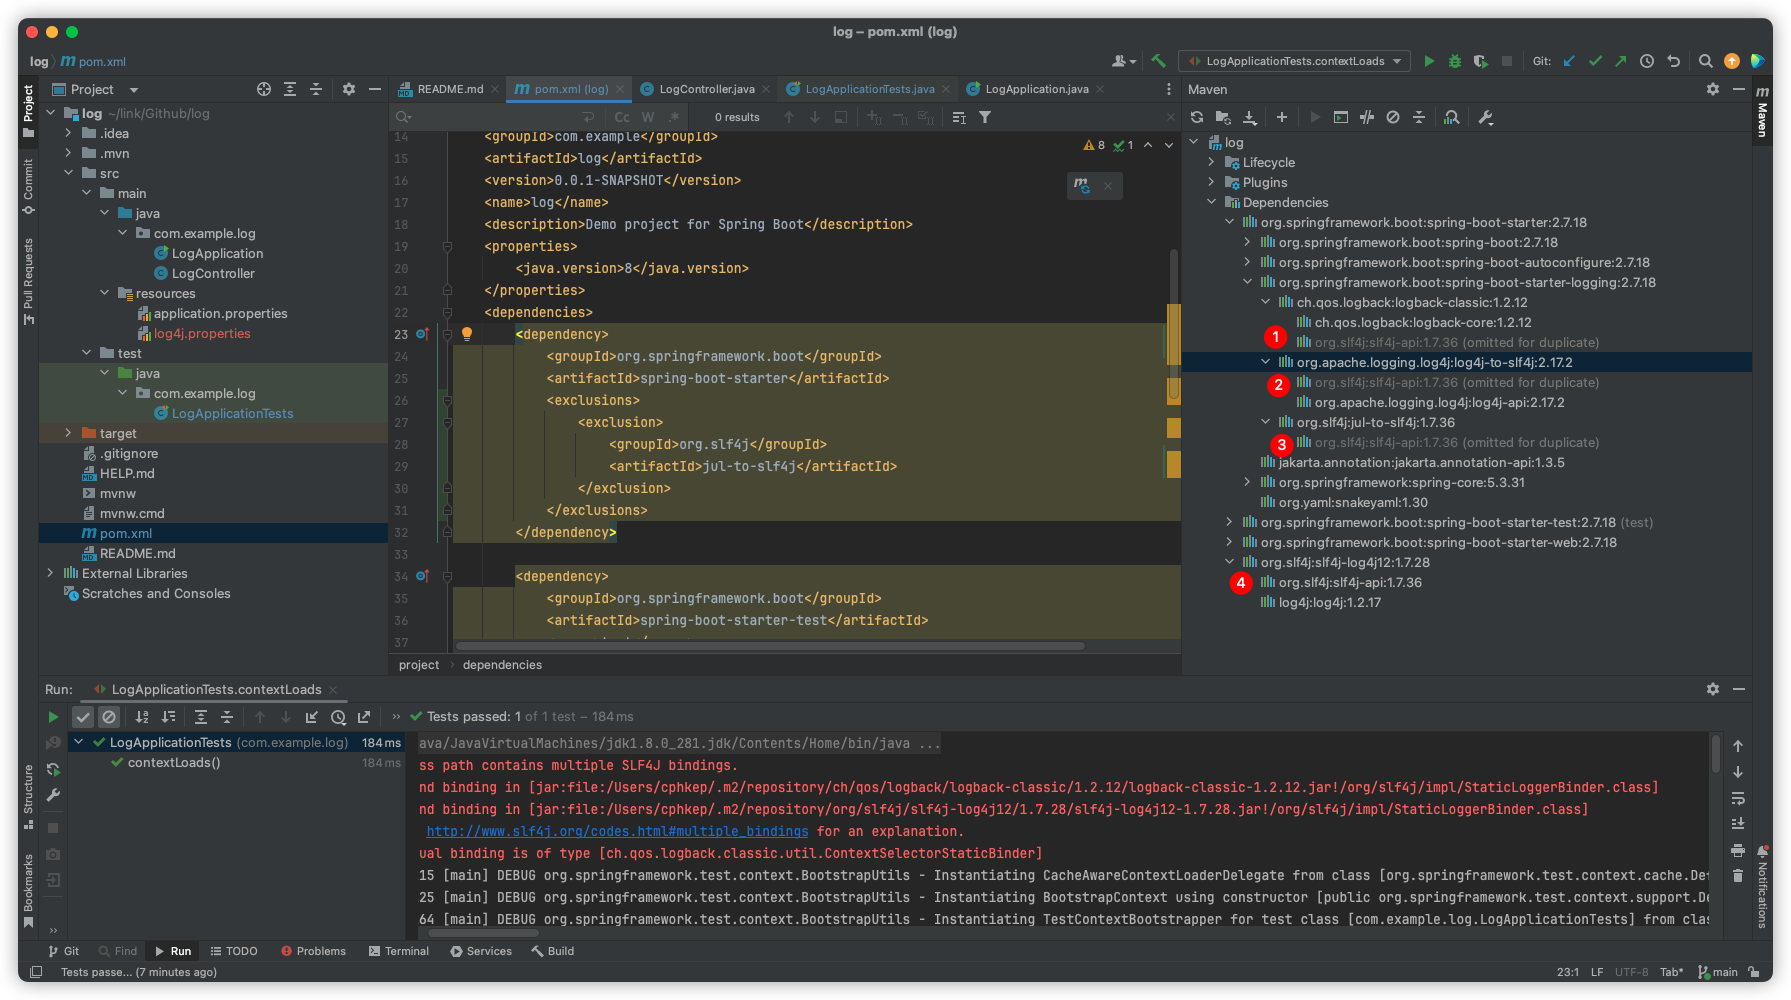 log – pom.xml (log)
log
m pom.xml
LogApplicationTests.contextLoads
Git:
Project
README.md
pom.xml (log)
LogController.java
LogApplicationTests.java
LogApplication.java
Maven
Cc W .*
0 results
8 1
Project
Commit
Pull Requests
Structure
Bookmarks
Maven
Notifications
log ~/link/Github/log
.idea
.mvn
src
main
java
com.example.log
LogApplication
LogController
resources
application.properties
log4j.properties
test
java
com.example.log
LogApplicationTests
target
.gitignore
HELP.md
mvnw
mvnw.cmd
pom.xml
README.md
External Libraries
Scratches and Consoles
14 <groupId>com.example</groupId>
15 <artifactId>log</artifactId>
16 <version>0.0.1-SNAPSHOT</version>
17 <name>log</name>
18 <description>Demo project for Spring Boot</description>
19 <properties>
20 <java.version>8</java.version>
21 </properties>
22 <dependencies>
23 <dependency>
24 <groupId>org.springframework.boot</groupId>
25 <artifactId>spring-boot-starter</artifactId>
26 <exclusions>
27 <exclusion>
28 <groupId>org.slf4j</groupId>
29 <artifactId>jul-to-slf4j</artifactId>
30 </exclusion>
31 </exclusions>
32 </dependency>
33
34 <dependency>
35 <groupId>org.springframework.boot</groupId>
36 <artifactId>spring-boot-starter-test</artifactId>
37
project
dependencies
log
Lifecycle
Plugins
Dependencies
org.springframework.boot:spring-boot-starter:2.7.18
org.springframework.boot:spring-boot:2.7.18
org.springframework.boot:spring-boot-autoconfigure:2.7.18
org.springframework.boot:spring-boot-starter-logging:2.7.18
ch.qos.logback:logback-classic:1.2.12
ch.qos.logback:logback-core:1.2.12
1 org.slf4j:slf4j-api:1.7.36 (omitted for duplicate)
org.apache.logging.log4j:log4j-to-slf4j:2.17.2
2 org.slf4j:slf4j-api:1.7.36 (omitted for duplicate)
org.apache.logging.log4j:log4j-api:2.17.2
org.slf4j:jul-to-slf4j:1.7.36
3 org.slf4j:slf4j-api:1.7.36 (omitted for duplicate)
jakarta.annotation:jakarta.annotation-api:1.3.5
org.springframework:spring-core:5.3.31
org.yaml:snakeyaml:1.30
org.springframework.boot:spring-boot-starter-test:2.7.18 (test)
org.springframework.boot:spring-boot-starter-web:2.7.18
org.slf4j:slf4j-log4j12:1.7.28
4 org.slf4j:slf4j-api:1.7.36
log4j:log4j:1.2.17
Run: LogApplicationTests.contextLoads
» Tests passed: 1 of 1 test – 184 ms
LogApplicationTests (com.example.log) 184 ms
contextLoads() 184 ms
ava/JavaVirtualMachines/jdk1.8.0_281.jdk/Contents/Home/bin/java ...
ss path contains multiple SLF4J bindings.
nd binding in [jar:file:/Users/cphkep/.m2/repository/ch/qos/logback/logback-classic/1.2.12/logback-classic-1.2.12.jar!/org/slf4j/impl/StaticLoggerBinder.class]
nd binding in [jar:file:/Users/cphkep/.m2/repository/org/slf4j/slf4j-log4j12/1.7.28/slf4j-log4j12-1.7.28.jar!/org/slf4j/impl/StaticLoggerBinder.class]
http://www.slf4j.org/codes.html#multiple_bindings for an explanation.
ual binding is of type [ch.qos.logback.classic.util.ContextSelectorStaticBinder]
15 [main] DEBUG org.springframework.test.context.BootstrapUtils - Instantiating CacheAwareContextLoaderDelegate from class [org.springframework.test.context.cache.De
25 [main] DEBUG org.springframework.test.context.BootstrapUtils - Instantiating BootstrapContext using constructor [public org.springframework.test.context.support.D
64 [main] DEBUG org.springframework.test.context.BootstrapUtils - Instantiating TestContextBootstrapper for test class [com.example.log.LogApplicationTests] from clas
Git
Find
Run
TODO
Problems
Terminal
Services
Build
Tests passe... (7 minutes ago)
23:1 LF UTF-8 Tab* main